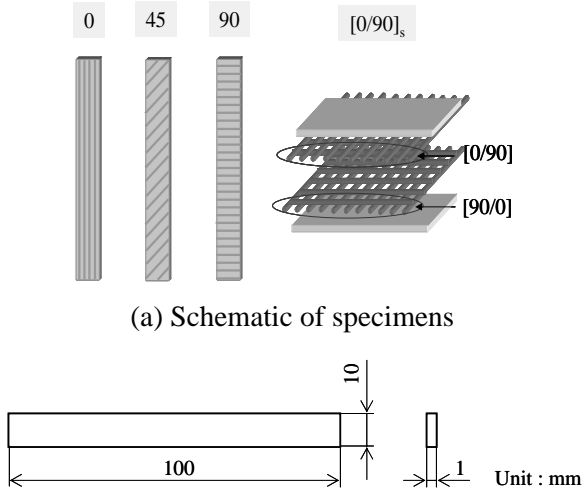 0 45 90 [0/90]s
[0/90]
[90/0]
(a) Schematic of specimens
10
100 1 Unit : mm